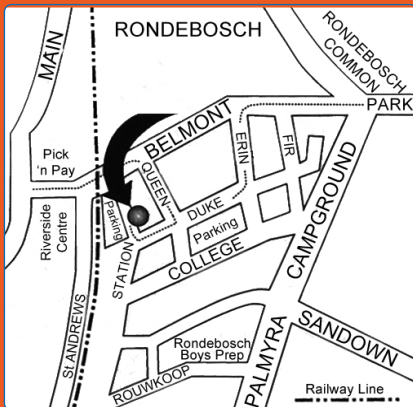 RONDEBOSCH
MAIN
RONDEBOSCH
COMMON
PARK
BELMONT
Pick
'n Pay
QUEEN
ERIN
FIR
Parking
DUKE
Parking
Riverside
Centre
STATION
COLLEGE
CAMPGROUND
St ANDREWS
SANDOWN
Rondebosch
Boys Prep
PALMYRA
ROUWKOOP
Railway Line